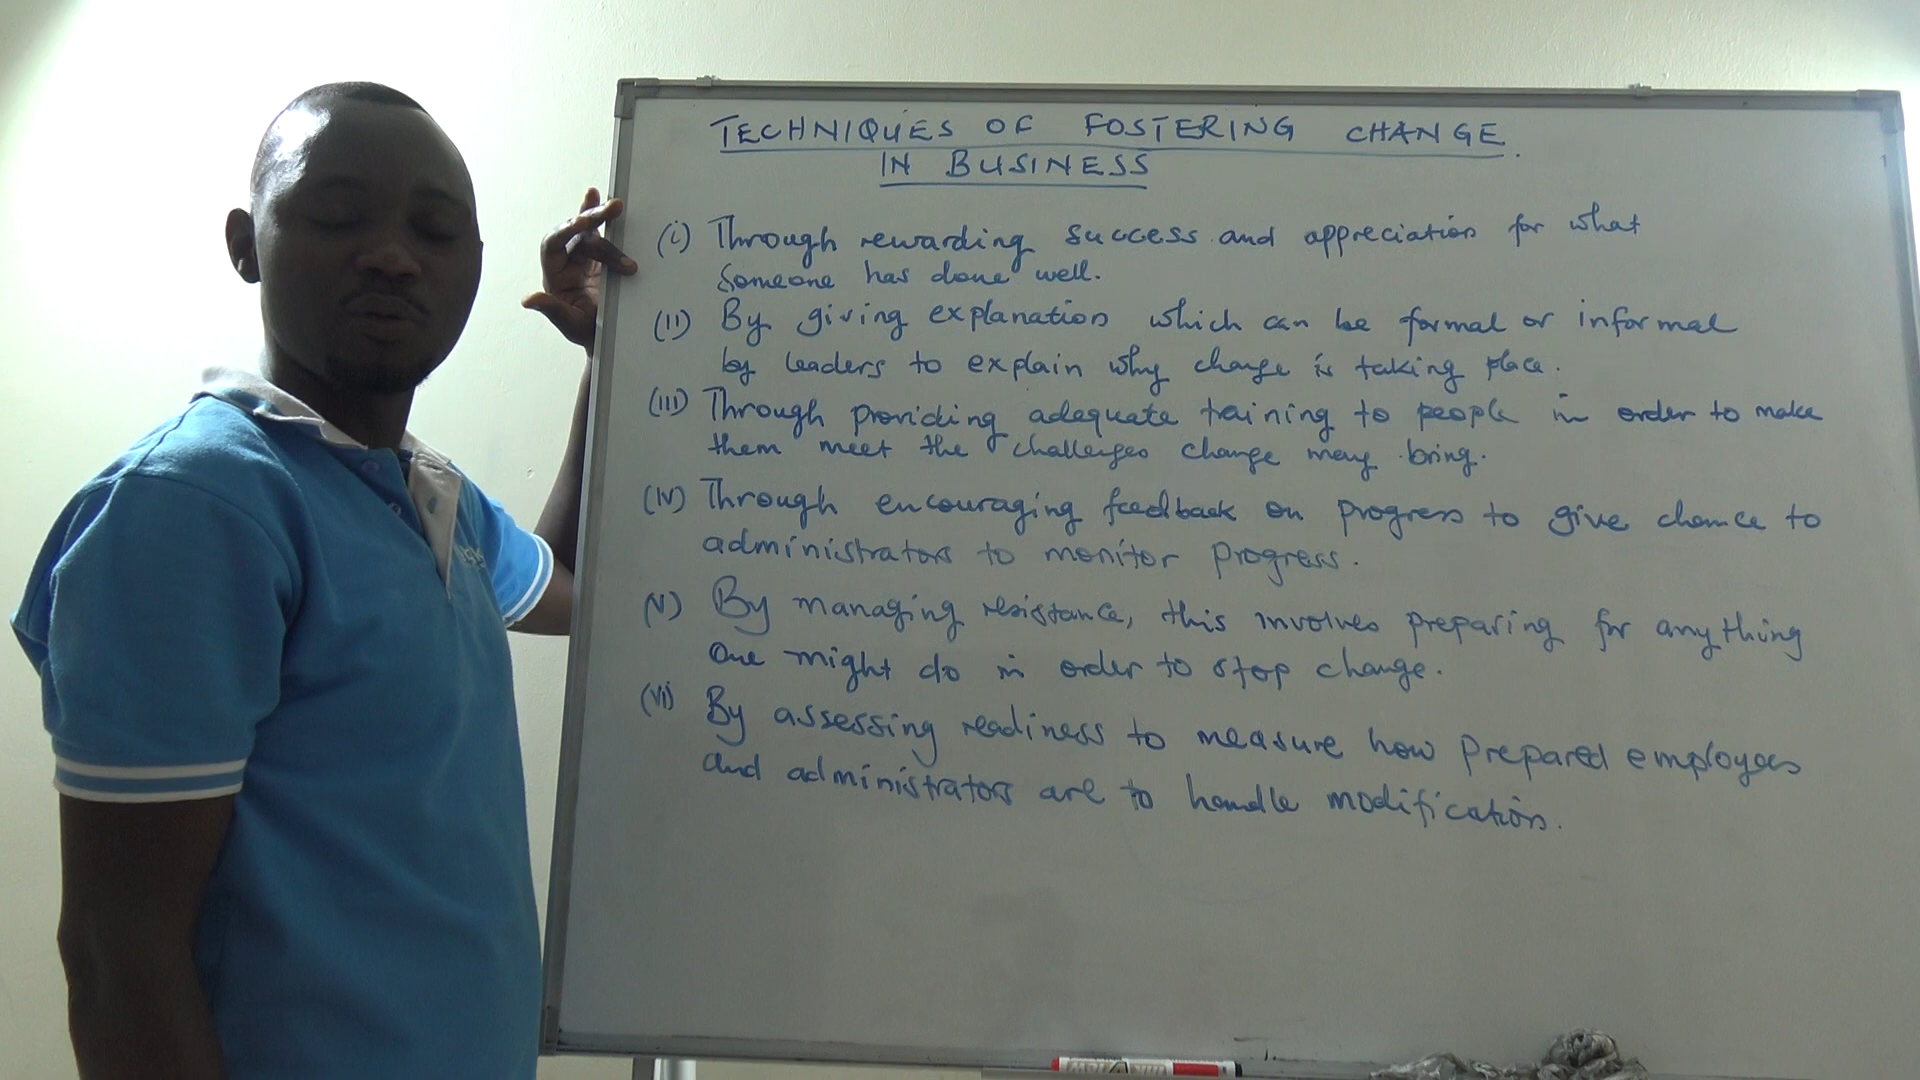 TECHNIQUES OF FOSTERING CHANGE.
IN BUSINESS
(i) Through rewarding success and appreciation for what
someone has done well.
(ii) By giving explanation which can be formal or informal
by leaders to explain why change is taking place.
(iii) Through providing adequate training to people in order to make
them meet the challenges change may bring.
(iv) Through encouraging feedback on progress to give chance to
administrators to monitor progress.
(v) By managing resistance, this involves preparing for anything
one might do in order to stop change.
(vi) By assessing readiness to measure how prepared employees
and administrators are to handle modification.